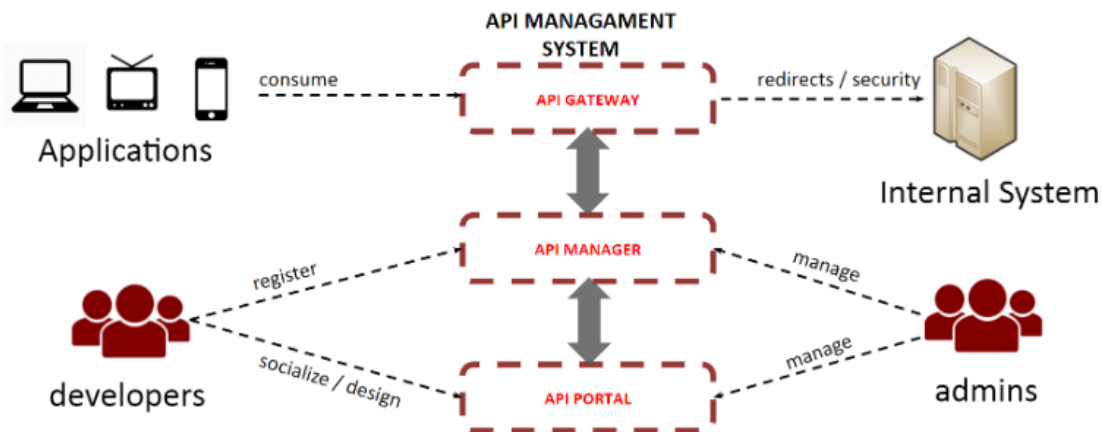 API MANAGAMENT
SYSTEM
consume
API GATEWAY
redirects / security
Applications
Internal System
register
API MANAGER
manage
developers
socialize / design
API PORTAL
manage
admins